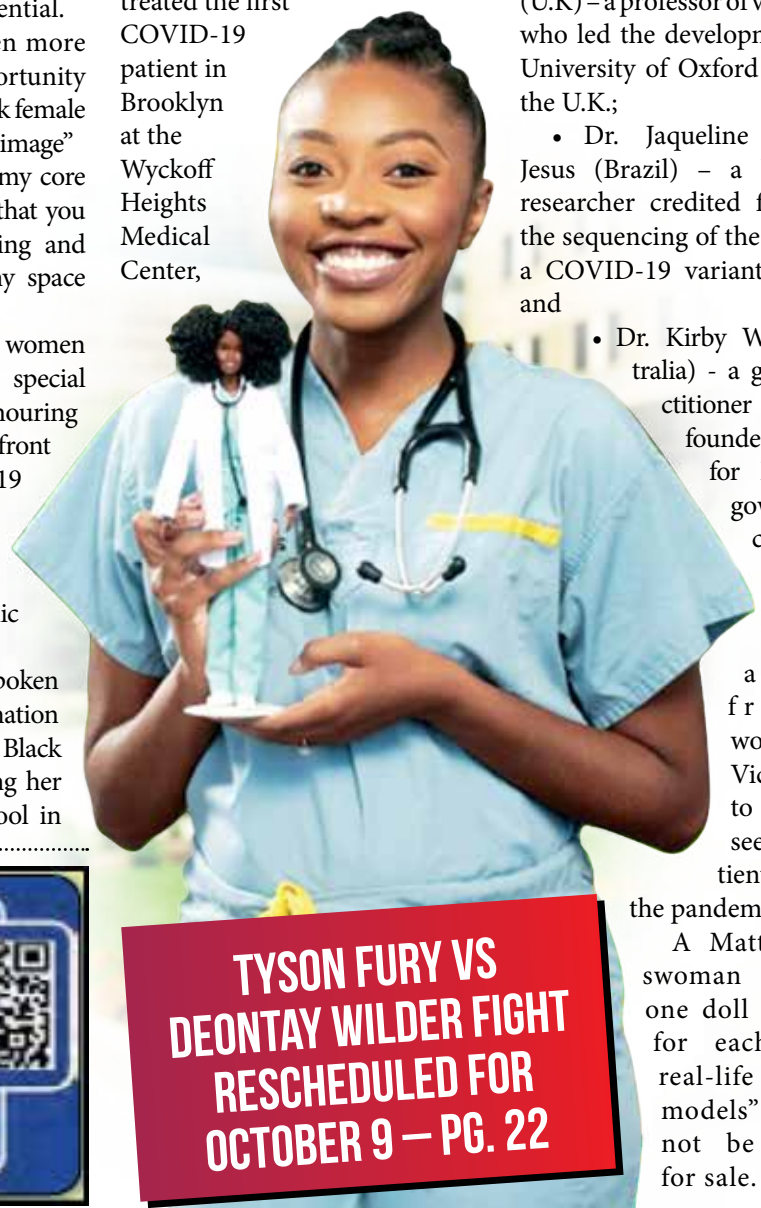 ential.
en more
ortunity
k female
image”
my core
that you
ing and
ny space
women
special
nouring
front
19
ic
poken
nation
Black
ng her
ool in
treated the first
COVID-19
patient in
Brooklyn
at the
Wyckoff
Heights
Medical
Center,
(U.K) – a professor of v
who led the developm
University of Oxford
the U.K.;
• Dr. Jaqueline
Jesus (Brazil) – a
researcher credited f
the sequencing of the
a COVID-19 variant
and
• Dr. Kirby W
tralia) - a g
ctitioner
founde
for
gov
c
a
f r
wo
Vic
to
see
tient
the pandem
A Matt
swoman
one doll
for each
real-life
models”
not be
for sale.
TYSON FURY VS
DEONTAY WILDER FIGHT
RESCHEDULED FOR
OCTOBER 9 – PG. 22